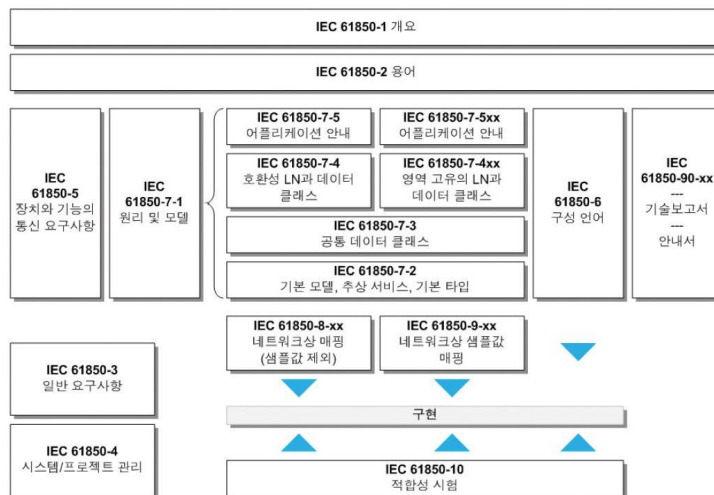 IEC 61850-1 개요
IEC 61850-2 용어
IEC
61850-5
장치와 기능의
통신 요구사항
IEC
61850-7-1
원리 및 모델
IEC 61850-7-5
어플리케이션 안내
IEC 61850-7-5xx
어플리케이션 안내
IEC 61850-7-4
호환성 LN과 데이터
클래스
IEC 61850-7-4xx
영역 고유의 LN과
데이터 클래스
IEC 61850-7-3
공통 데이터 클래스
IEC 61850-7-2
기본 모델, 추상 서비스, 기본 타입
IEC
61850-6
구성 언어
IEC
61850-90-xx
---
기술보고서
---
안내서
IEC 61850-8-xx
네트워크상 매핑
(샘플값 제외)
IEC 61850-9-xx
네트워크상 샘플값
매핑
IEC 61850-3
일반 요구사항
구현
IEC 61850-4
시스템/프로젝트 관리
IEC 61850-10
적합성 시험